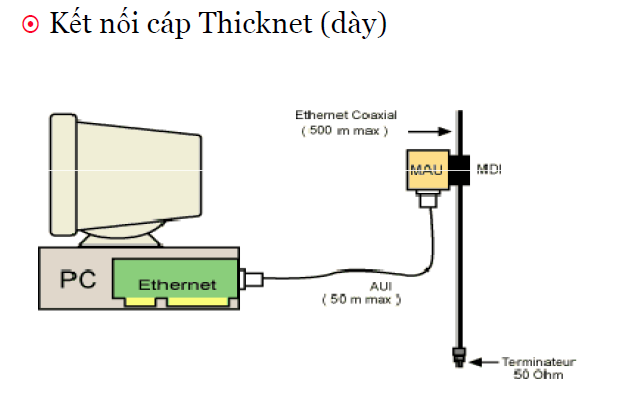 Kết nối cáp Thicknet (dày)
Ethernet Coaxial
( 500 m max )
MAU
MDI
PC
Ethernet
AUI
( 50 m max )
Terminateur
50 Ohm